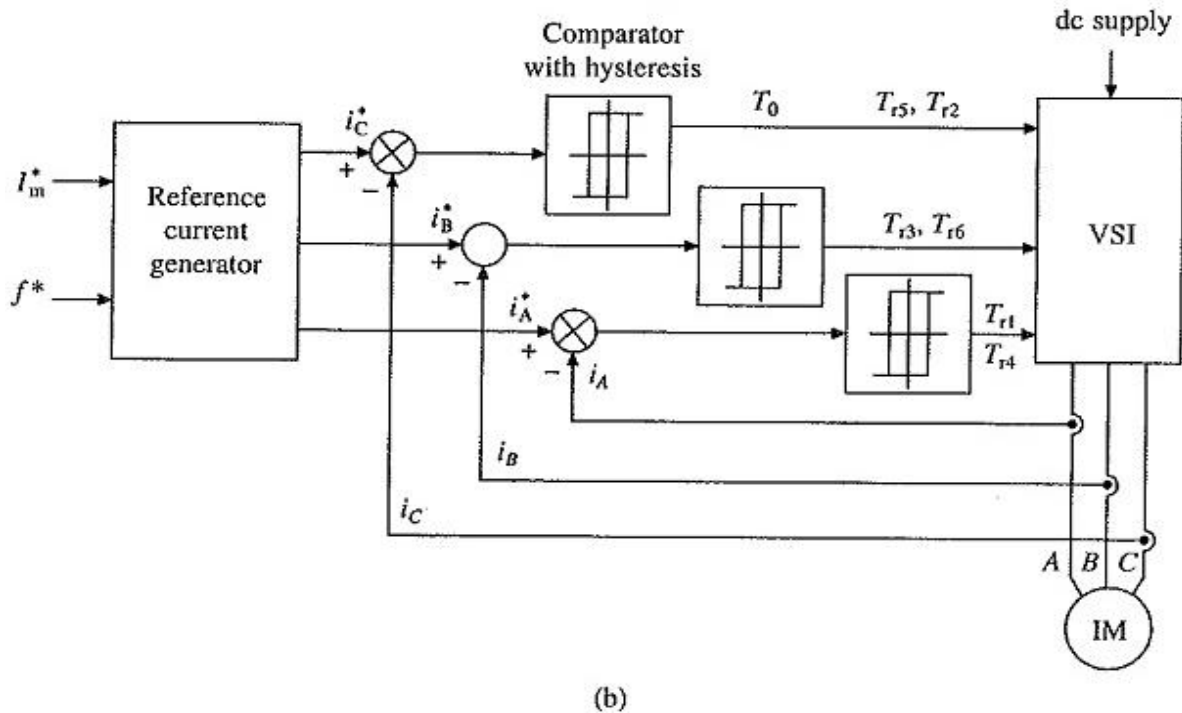 dc supply
Comparator
with hysteresis
T₀
Tr5, Tr2
i*C
+
−
I*m
Reference
current
generator
f*
i*B
+
−
Tr3, Tr6
VSI
i*A
+
−
iA
Tr1
Tr4
iB
iC
A B C
IM
(b)